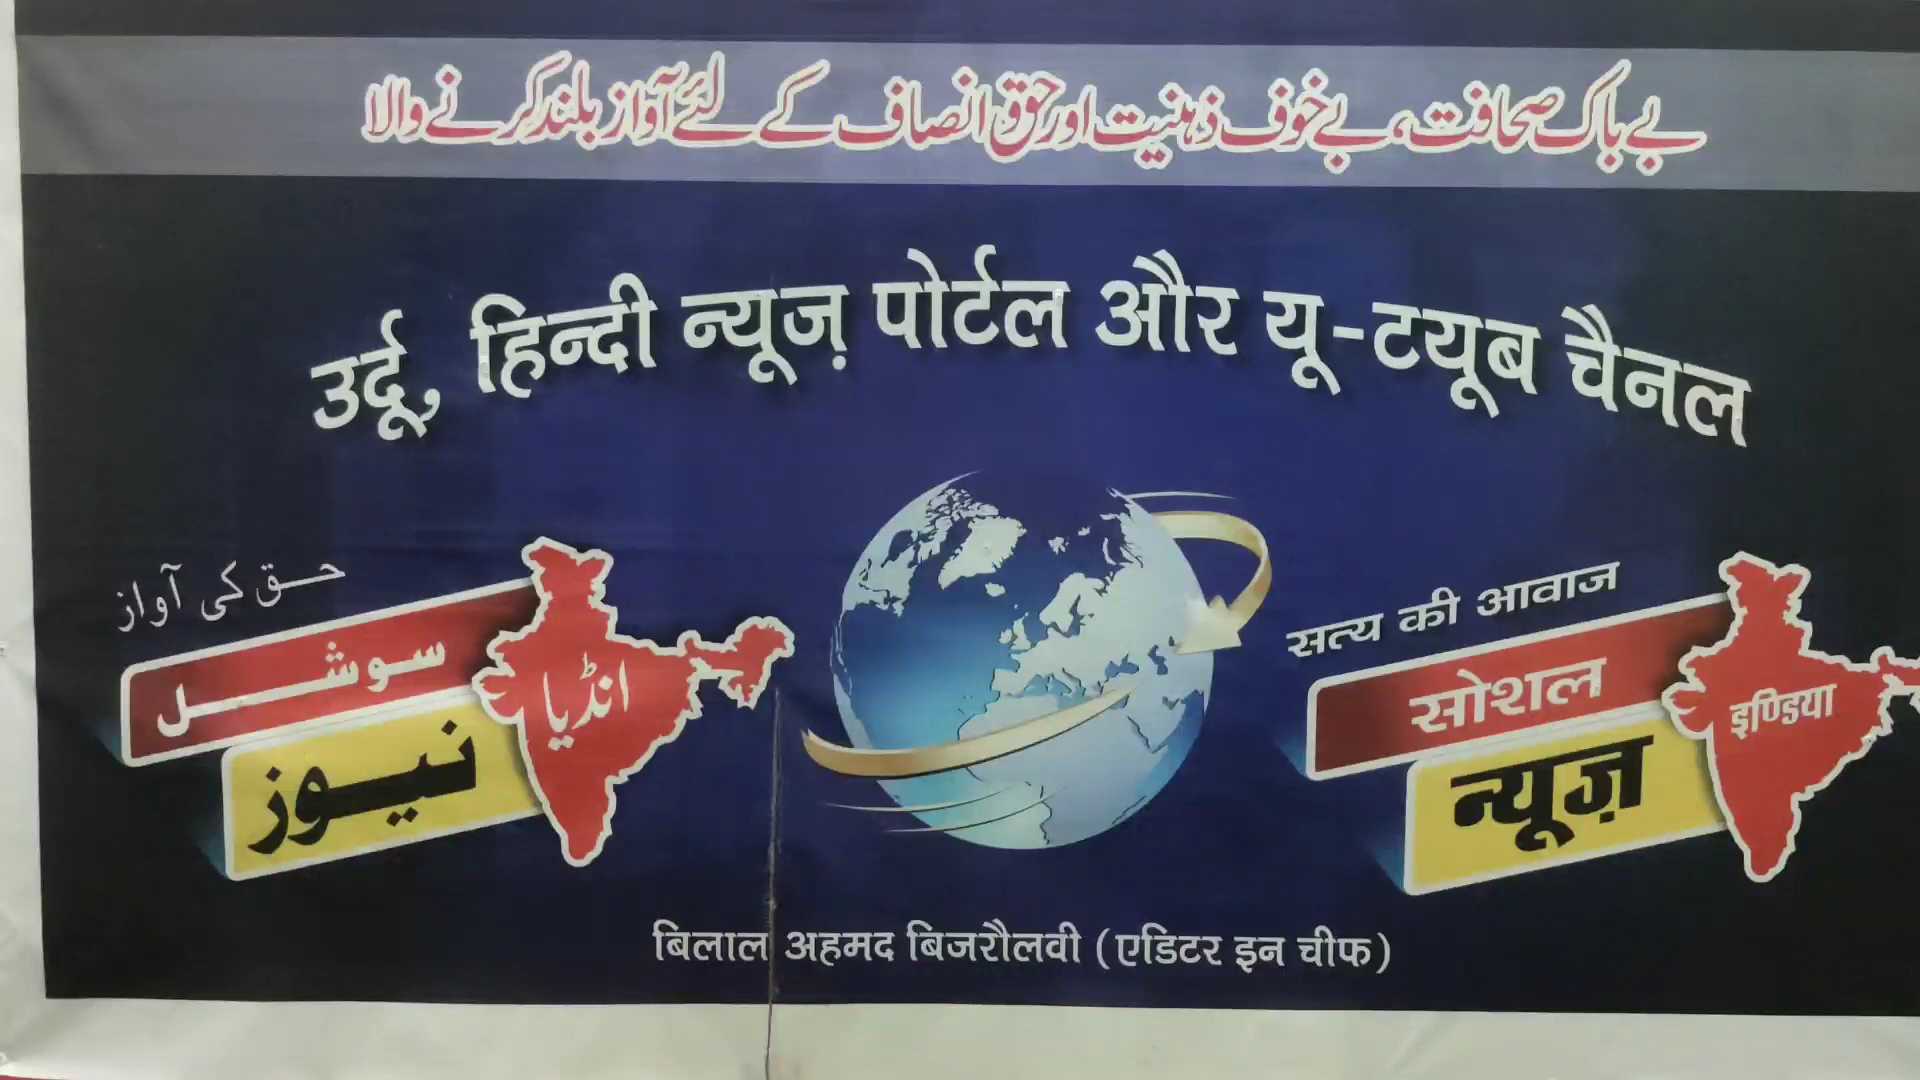 بے باک صحافت، بے خوف ذہنیت اور حق انصاف کے لئے آواز بلند کرنے والا
उर्दू, हिन्दी न्यूज़ पोर्टल और यू-टयूब चैनल
حق کی آواز
سوشل
انڈیا
نیوز
सत्य की आवाज
सोशल
इण्डिया
न्यूज़
बिलाल अहमद बिजरौलवी (एडिटर इन चीफ)